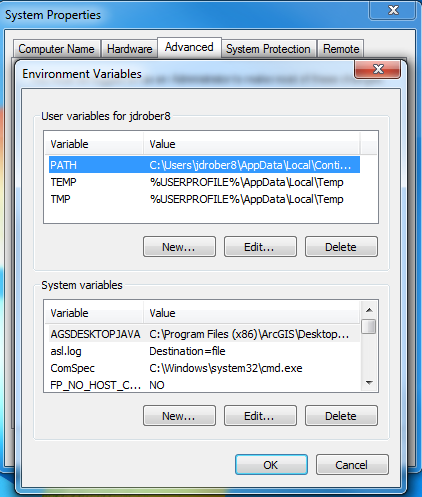 System Properties
Computer Name Hardware Advanced System Protection Remote
Environment Variables
User variables for jdrober8
Variable Value
PATH C:\Users\jdrober8\AppData\Local\Conti...
TEMP %USERPROFILE%\AppData\Local\Temp
TMP %USERPROFILE%\AppData\Local\Temp
New... Edit... Delete
System variables
Variable Value
AGSDESKTOPJAVA C:\Program Files (x86)\ArcGIS\Desktop...
asl.log Destination=file
ComSpec C:\Windows\system32\cmd.exe
FP_NO_HOST_C... NO
New... Edit... Delete
OK Cancel